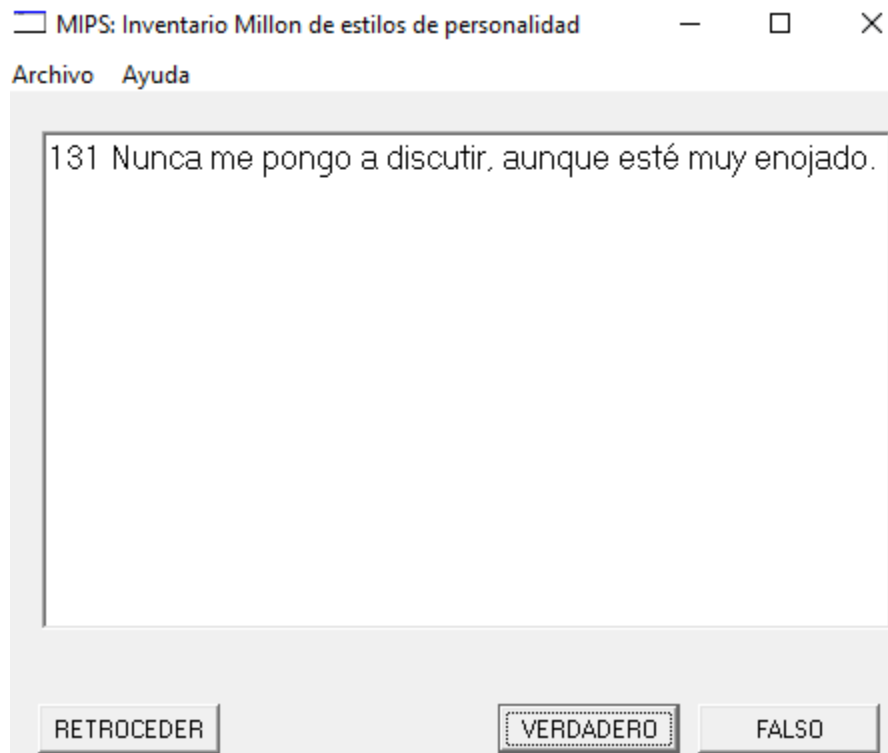 MIPS: Inventario Millon de estilos de personalidad
Archivo Ayuda
131 Nunca me pongo a discutir, aunque esté muy enojado.
RETROCEDER VERDADERO FALSO